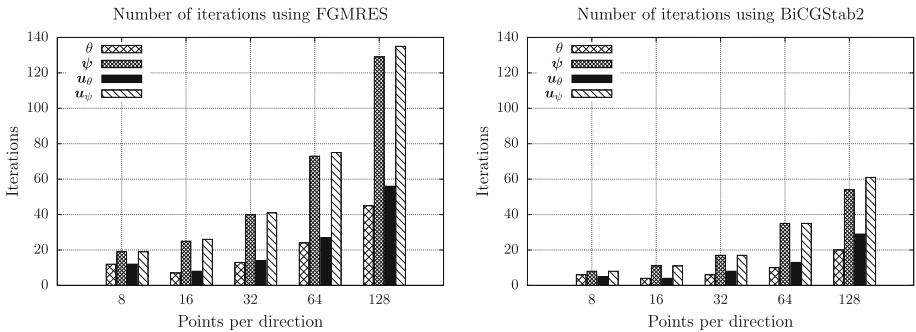 Number of iterations using FGMRES
140
120
100
80
60
40
20
0
Iterations
θ
ψ
u_θ
u_ψ
8 16 32 64 128
Points per direction
Number of iterations using BiCGStab2
140
120
100
80
60
40
20
0
Iterations
θ
ψ
u_θ
u_ψ
8 16 32 64 128
Points per direction